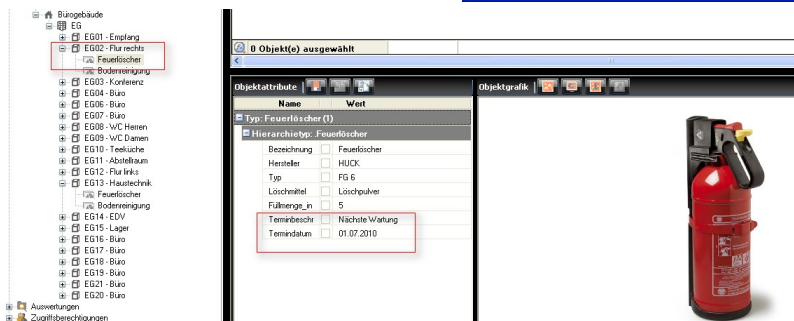 Bürogebäude
EG
EG01 - Empfang
EG02 - Flur rechts
Feuerlöscher
Bodenreinigung
EG03 - Konferenz
EG04 - Büro
EG06 - Büro
EG07 - Büro
EG08 - WC Herren
EG09 - WC Damen
EG10 - Teeküche
EG11 - Abstellraum
EG12 - Flur links
EG13 - Haustechnik
Feuerlöscher
Bodenreinigung
EG14 - EDV
EG15 - Lager
EG16 - Büro
EG17 - Büro
EG18 - Büro
EG19 - Büro
EG21 - Büro
EG20 - Büro
Auswertungen
Zugriffsberechtigungen
0 Objekt(e) ausgewählt
Objektattribute
Name Wert
Typ: Feuerlöscher (1)
Hierarchietyp: .Feuerlöscher
Bezeichnung Feuerlöscher
Hersteller HUCK
Typ FG 6
Löschmittel Löschpulver
Füllmenge_in 5
Terminbeschr Nächste Wartung
Termindatum 01.07.2010
Objektgrafik